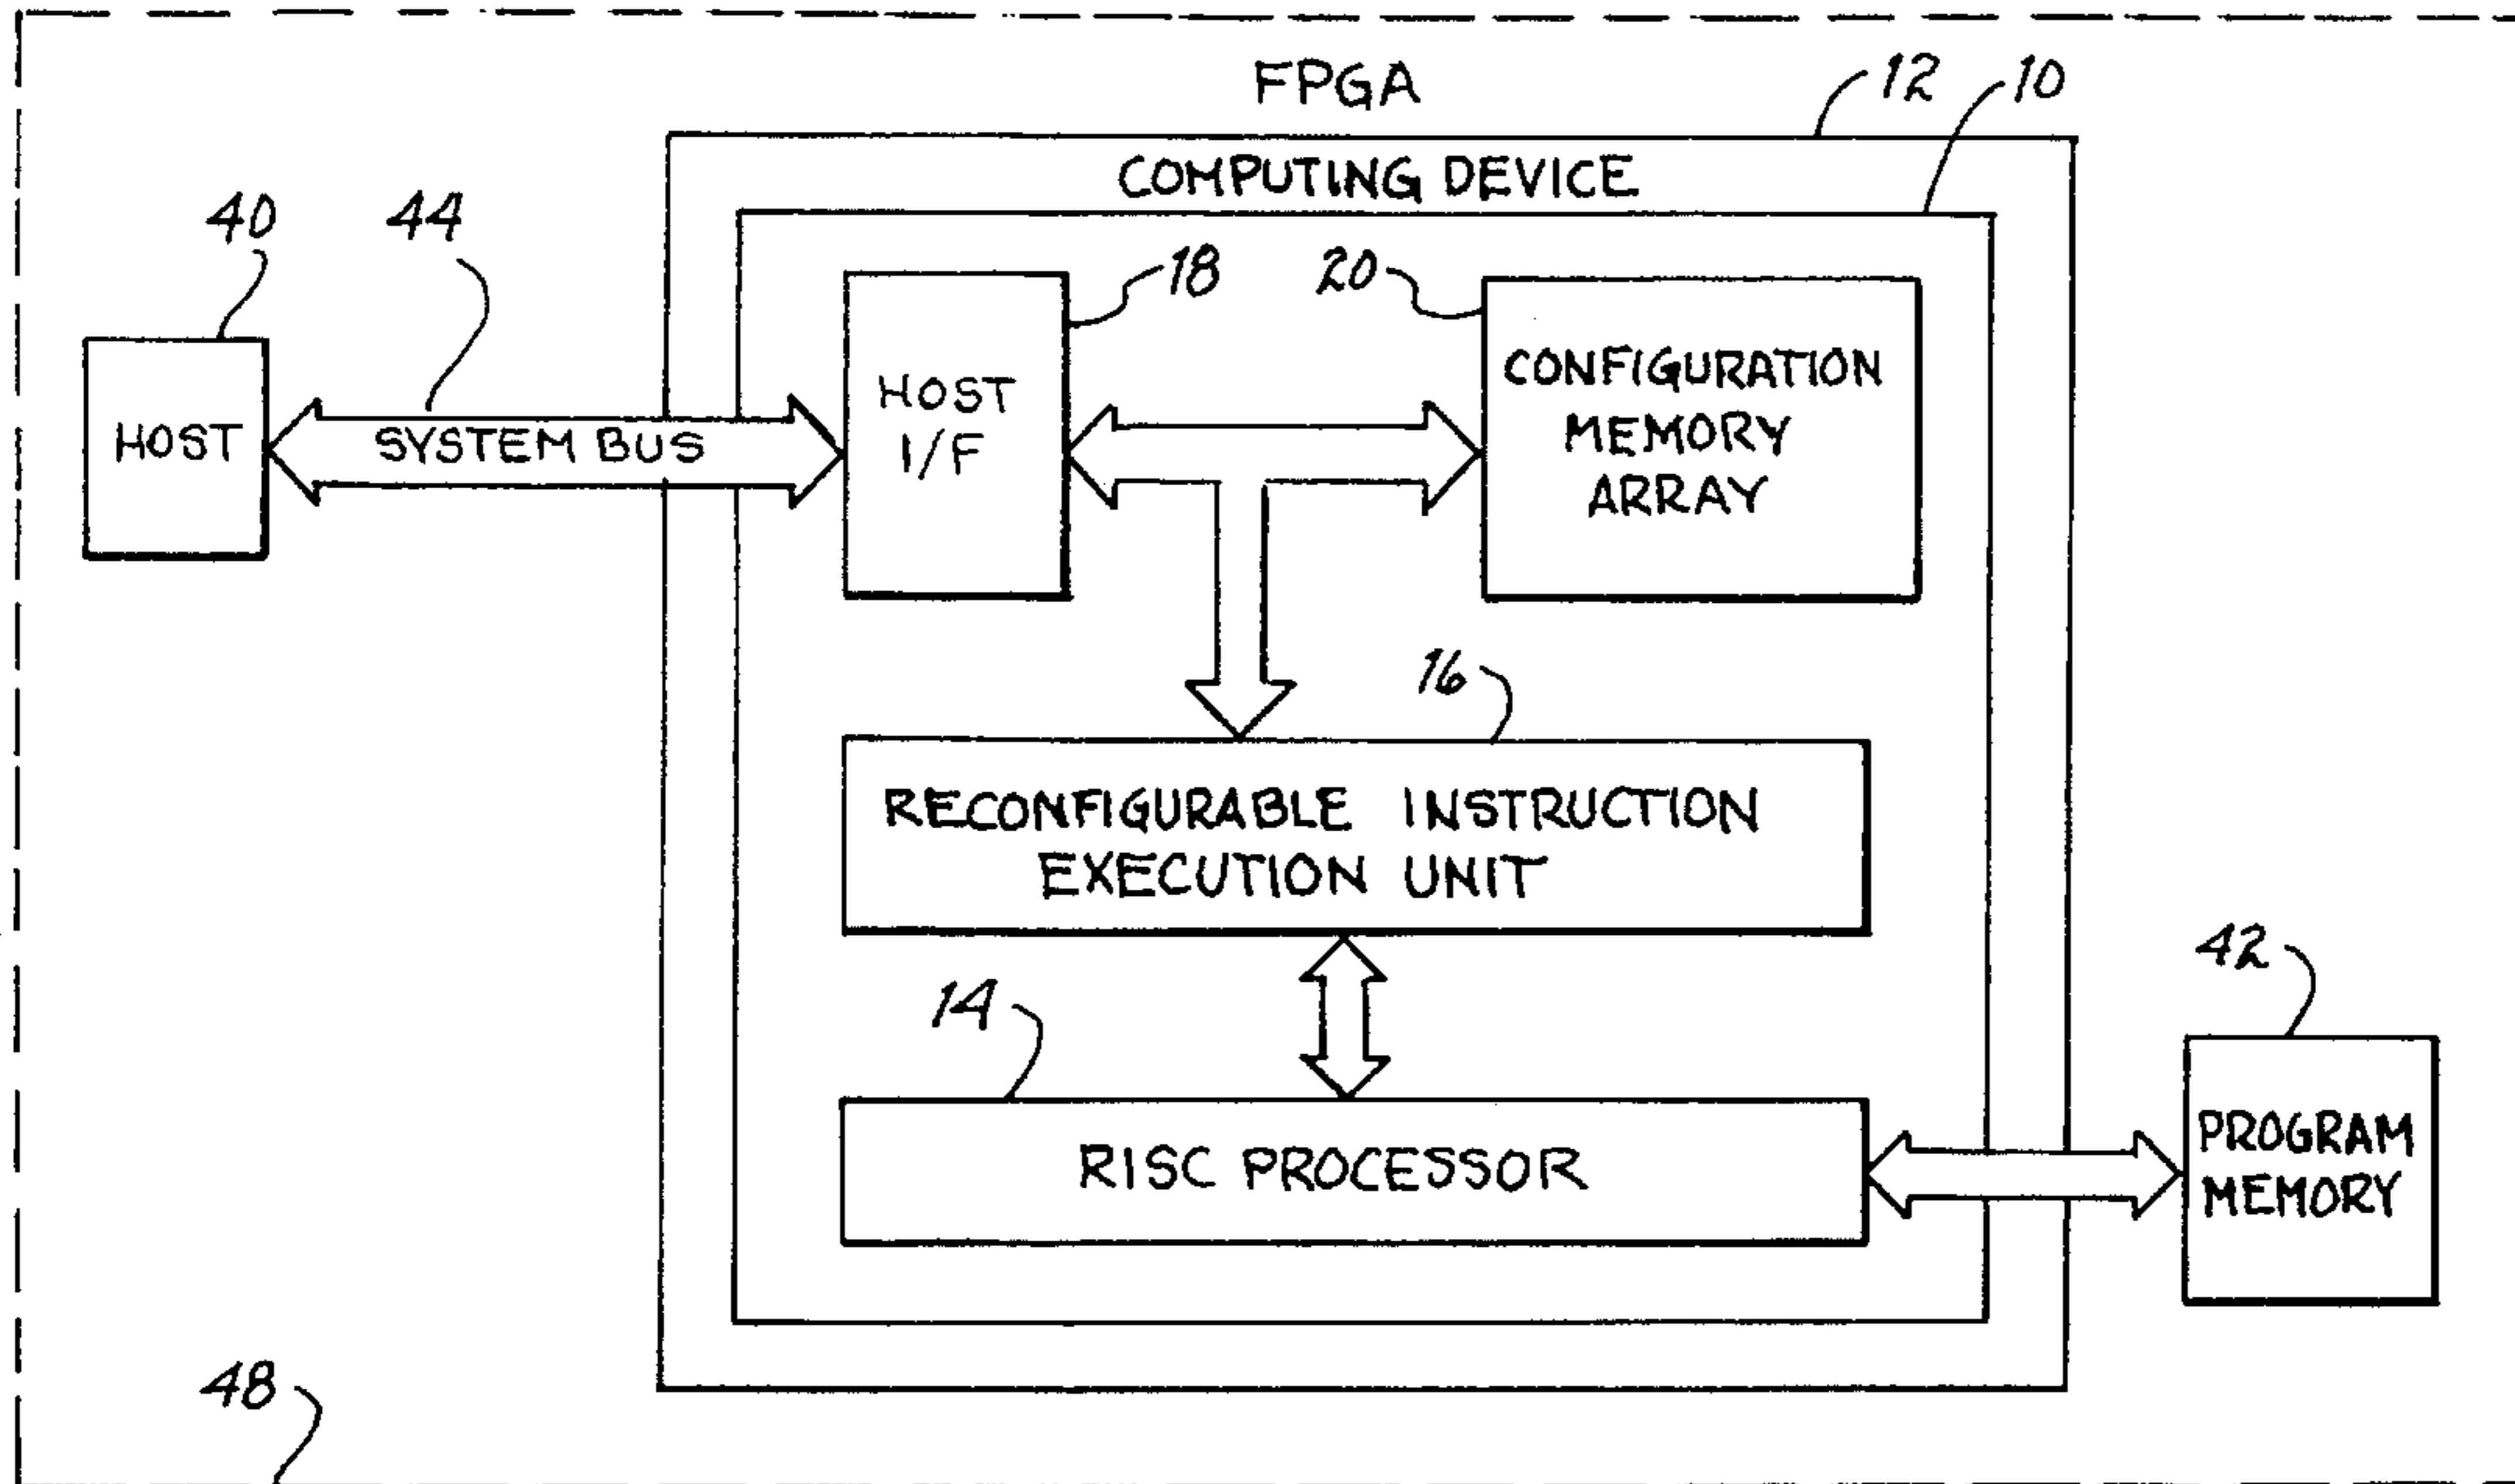 FPGA
12
10
COMPUTING DEVICE
40
44
18
20
HOST
SYSTEM BUS
HOST
I/F
CONFIGURATION
MEMORY
ARRAY
16
RECONFIGURABLE INSTRUCTION
EXECUTION UNIT
14
RISC PROCESSOR
42
PROGRAM
MEMORY
48